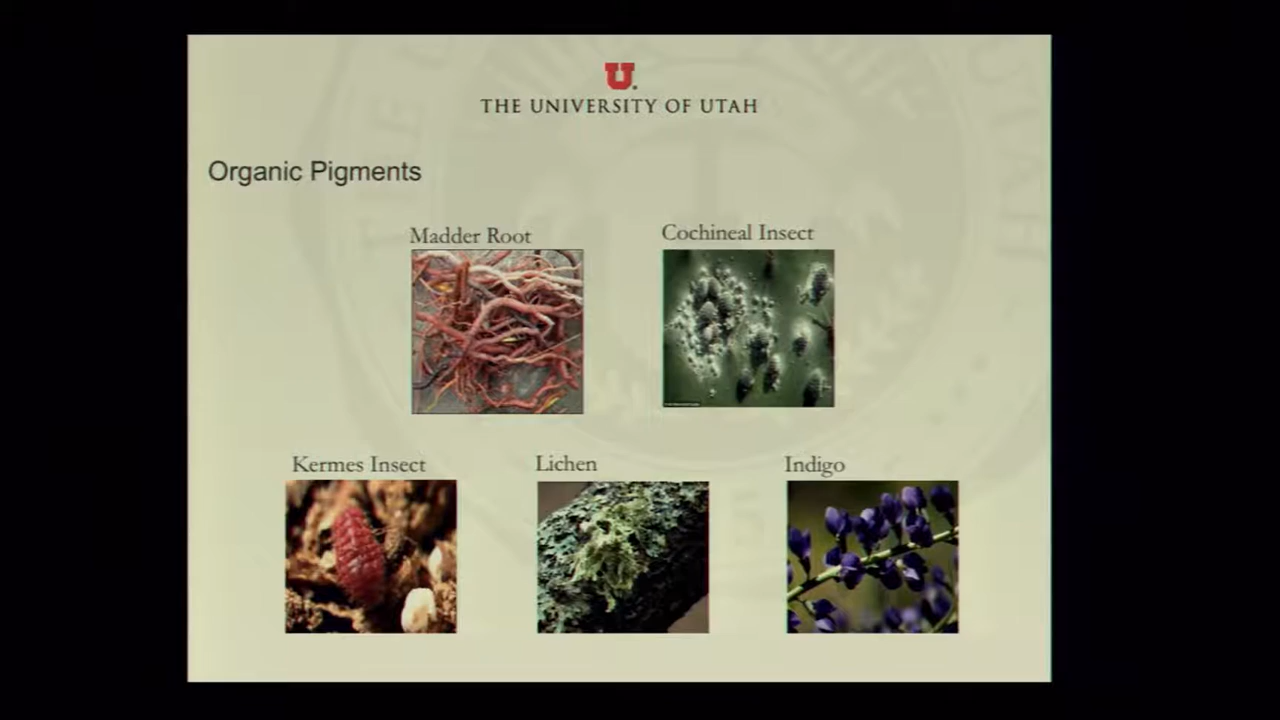 U
THE UNIVERSITY OF UTAH
Organic Pigments
Madder Root
Cochineal Insect
Kermes Insect
Lichen
Indigo